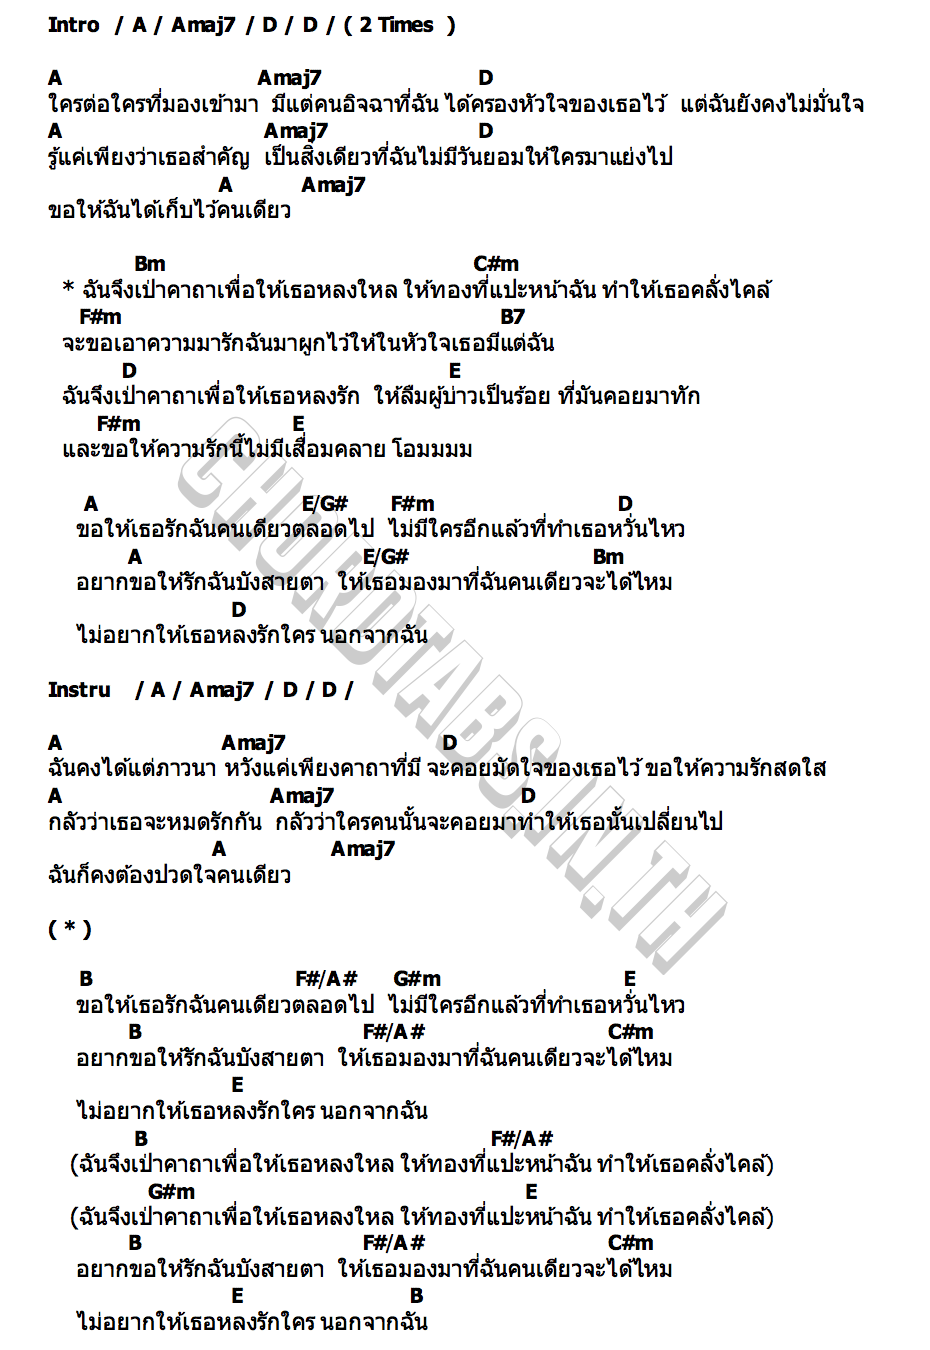 Intro / A / Amaj7 / D / D / ( 2 Times )
A Amaj7 D
ใครต่อใครที่มองเข้ามา มีแต่คนอิจฉาที่ฉัน ได้ครองหัวใจของเธอไว้ แต่ฉันยังคงไม่มั่นใจ
A Amaj7 D
รู้แค่เพียงว่าเธอสำคัญ เป็นสิ่งเดียวที่ฉันไม่มีวันยอมให้ใครมาแย่งไป
A Amaj7
ขอให้ฉันได้เก็บไว้คนเดียว
Bm C#m
* ฉันจึงเป่าคาถาเพื่อให้เธอหลงใหล ให้ทองที่แปะหน้าฉัน ทำให้เธอคลั่งไคล้
F#m B7
จะขอเอาความมารักฉันมาผูกไว้ให้ในหัวใจเธอมีแต่ฉัน
D E
ฉันจึงเป่าคาถาเพื่อให้เธอหลงรัก ให้ลืมผู้บ่าวเป็นร้อย ที่มันคอยมาทัก
F#m E
และขอให้ความรักนี้ไม่มีเสื่อมคลาย โอมมมม
A E/G# F#m D
ขอให้เธอรักฉันคนเดียวตลอดไป ไม่มีใครอีกแล้วที่ทำเธอหวั่นไหว
A E/G# Bm
อยากขอให้รักฉันบังสายตา ให้เธอมองมาที่ฉันคนเดียวจะได้ไหม
D
ไม่อยากให้เธอหลงรักใคร นอกจากฉัน
Instru / A / Amaj7 / D / D /
A Amaj7 D
ฉันคงได้แต่ภาวนา หวังแค่เพียงคาถาที่มี จะคอยมัดใจของเธอไว้ ขอให้ความรักสดใส
A Amaj7 D
กลัวว่าเธอจะหมดรักกัน กลัวว่าใครคนนั้นจะคอยมาทำให้เธอนั้นเปลี่ยนไป
A Amaj7
ฉันก็คงต้องปวดใจคนเดียว
( * )
B F#/A# G#m E
ขอให้เธอรักฉันคนเดียวตลอดไป ไม่มีใครอีกแล้วที่ทำเธอหวั่นไหว
B F#/A# C#m
อยากขอให้รักฉันบังสายตา ให้เธอมองมาที่ฉันคนเดียวจะได้ไหม
E
ไม่อยากให้เธอหลงรักใคร นอกจากฉัน
B F#/A#
(ฉันจึงเป่าคาถาเพื่อให้เธอหลงใหล ให้ทองที่แปะหน้าฉัน ทำให้เธอคลั่งไคล้)
G#m E
(ฉันจึงเป่าคาถาเพื่อให้เธอหลงใหล ให้ทองที่แปะหน้าฉัน ทำให้เธอคลั่งไคล้)
B F#/A# C#m
อยากขอให้รักฉันบังสายตา ให้เธอมองมาที่ฉันคนเดียวจะได้ไหม
E B
ไม่อยากให้เธอหลงรักใคร นอกจากฉัน
CHORDTABS.IN.TH